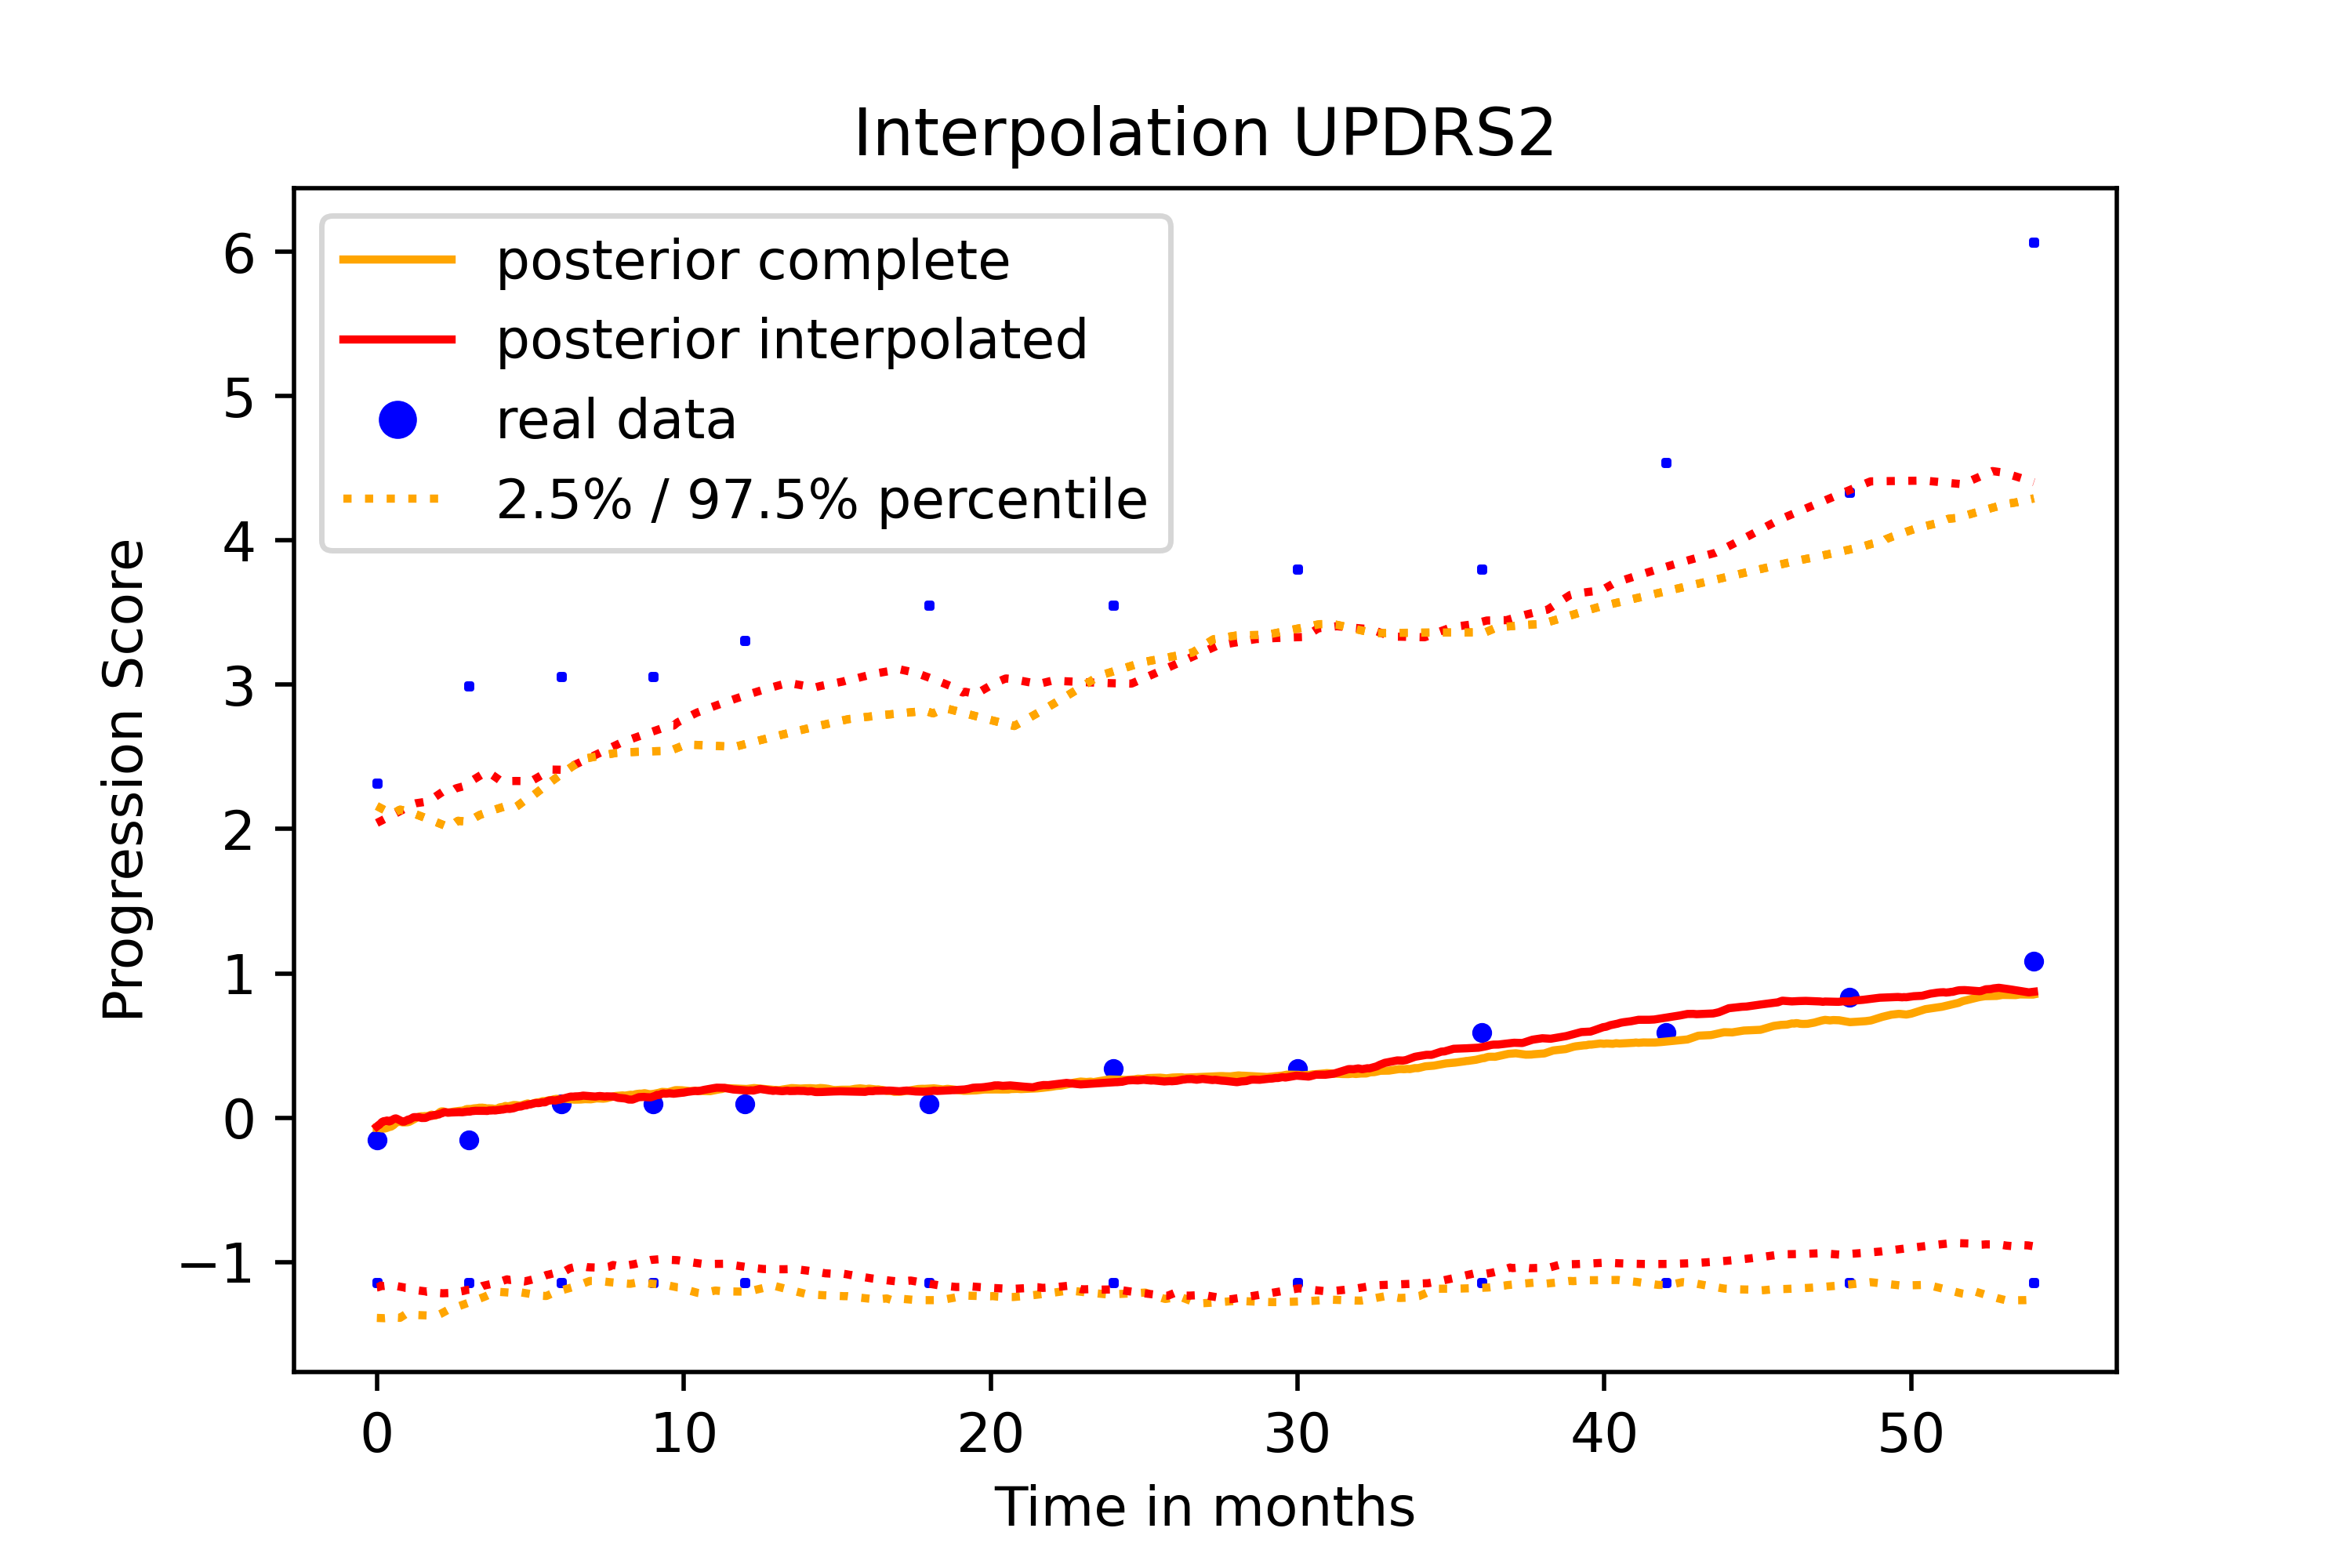 Interpolation UPDRS2
posterior complete
posterior interpolated
real data
2.5% / 97.5% percentile
Progression Score
6
5
4
3
2
1
0
−1
0 10 20 30 40 50
Time in months